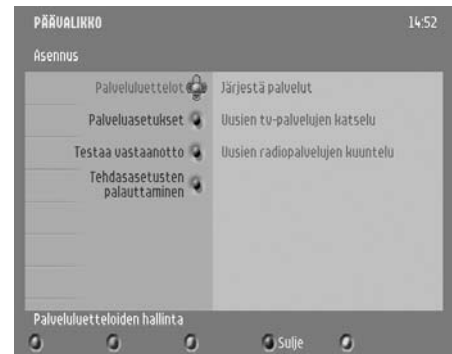 PÄÄVALIKKO 14:52
Asennus
Palveluluettelot
Palveluasetukset
Testaa vastaanotto
Tehdasasetusten
palauttaminen
Järjestä palvelut
Uusien tv-palvelujen katselu
Uusien radiopalvelujen kuuntelu
Palveluluetteloiden hallinta
Sulje